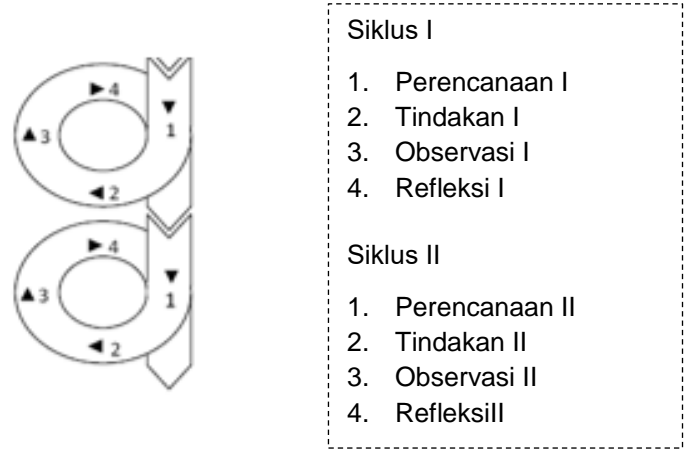 ▶ 4
▼
1
▲ 3
◀ 2
▶ 4
▼
1
▲ 3
◀ 2
Siklus I
1. Perencanaan I
2. Tindakan I
3. Observasi I
4. Refleksi I
Siklus II
1. Perencanaan II
2. Tindakan II
3. Observasi II
4. RefleksiII